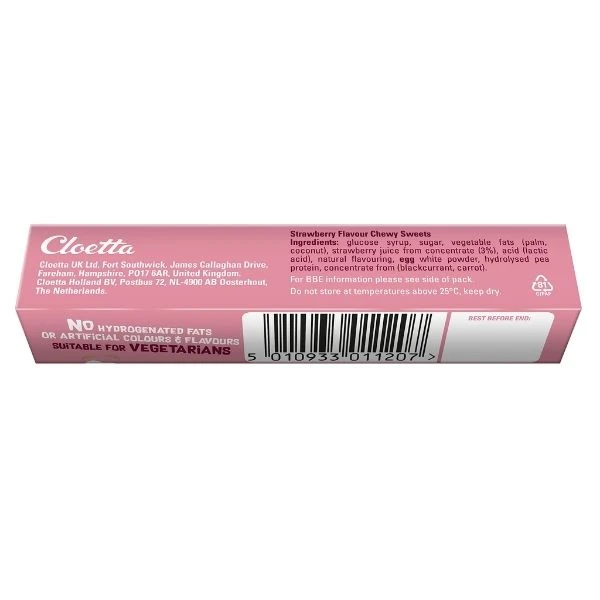 Cloetta
Cloetta UK Ltd, Fort Southwick, James Callaghan Drive,
Fareham, Hampshire, PO17 6AR, United Kingdom.
Cloetta Holland BV, Postbus 72, NL-4900 AB Oosterhout,
The Netherlands.
Strawberry Flavour Chewy Sweets
Ingredients: glucose syrup, sugar, vegetable fats (palm,
coconut), strawberry juice from concentrate (3%), acid (lactic
acid), natural flavouring, egg white powder, hydrolysed pea
protein, concentrate from (blackcurrant, carrot).
For BBE information please see side of pack.
Do not store at temperatures above 25°C, keep dry.
81
C/PAP
NO HYDROGENATED FATS
OR ARTIFICIAL COLOURS & FLAVOURS
SUITABLE FOR VEGETARIANS
5 010933 011207 >
BEST BEFORE END: